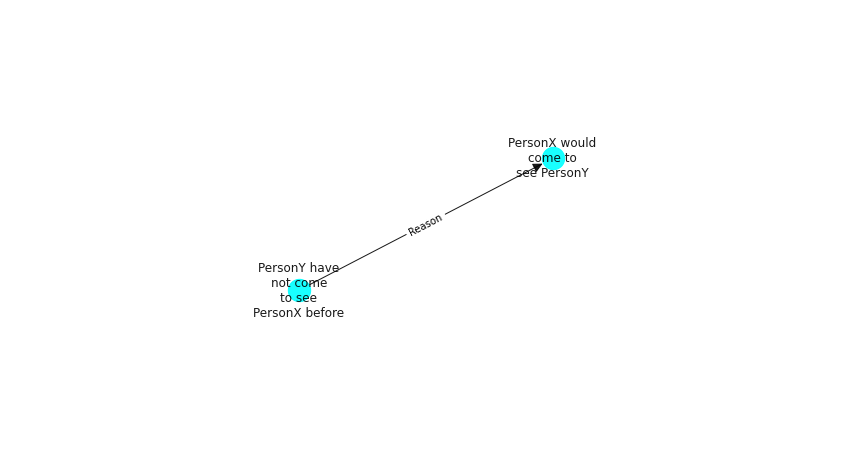 PersonX would
come to
see PersonY
Reason
PersonY have
not come
to see
PersonX before